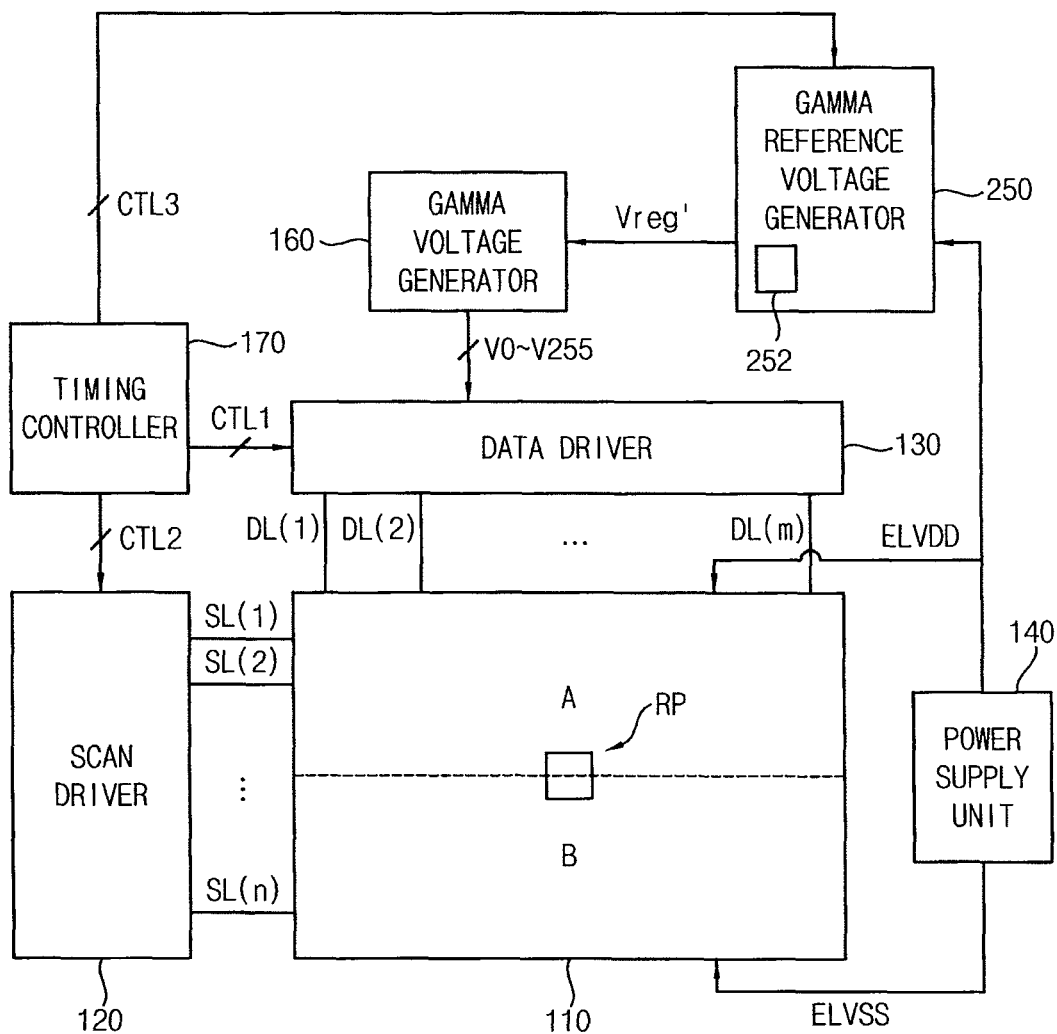 GAMMA
REFERENCE
VOLTAGE
GENERATOR
250
252
CTL3
160
GAMMA
VOLTAGE
GENERATOR
Vreg'
V0~V255
170
TIMING
CONTROLLER
CTL1
DATA DRIVER
130
CTL2
DL(1)
DL(2)
...
DL(m)
ELVDD
SCAN
DRIVER
120
SL(1)
SL(2)
...
SL(n)
A
RP
B
110
140
POWER
SUPPLY
UNIT
ELVSS